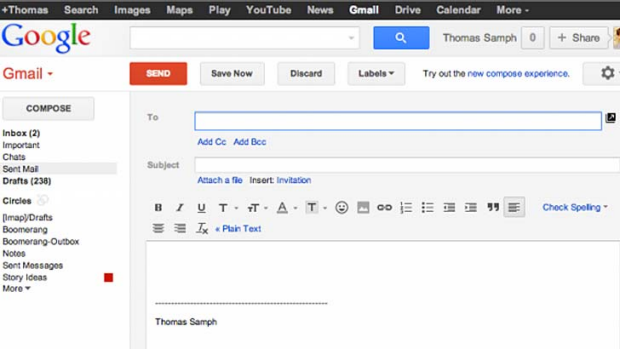 +Thomas Search Images Maps Play YouTube News Gmail Drive Calendar More
Google
Thomas Samph 0 + Share
Gmail
SEND Save Now Discard Labels Try out the new compose experience.
COMPOSE
Inbox (2)
Important
Chats
Sent Mail
Drafts (238)
Circles
[Imap]/Drafts
Boomerang
Boomerang-Outbox
Notes
Sent Messages
Story Ideas
More
To
Add Cc Add Bcc
Subject
Attach a file Insert: Invitation
B I U T T A T Check Spelling
Tx « Plain Text
Thomas Samph